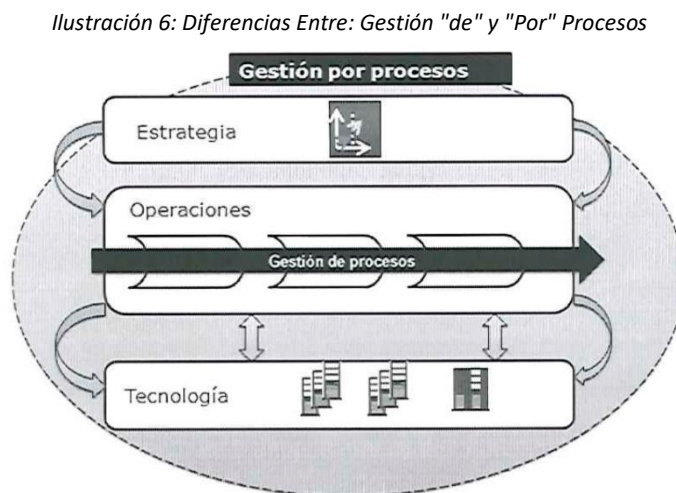 Ilustración 6: Diferencias Entre: Gestión "de" y "Por" Procesos
Gestión por procesos
Estrategia
Operaciones
Gestión de procesos
Tecnología